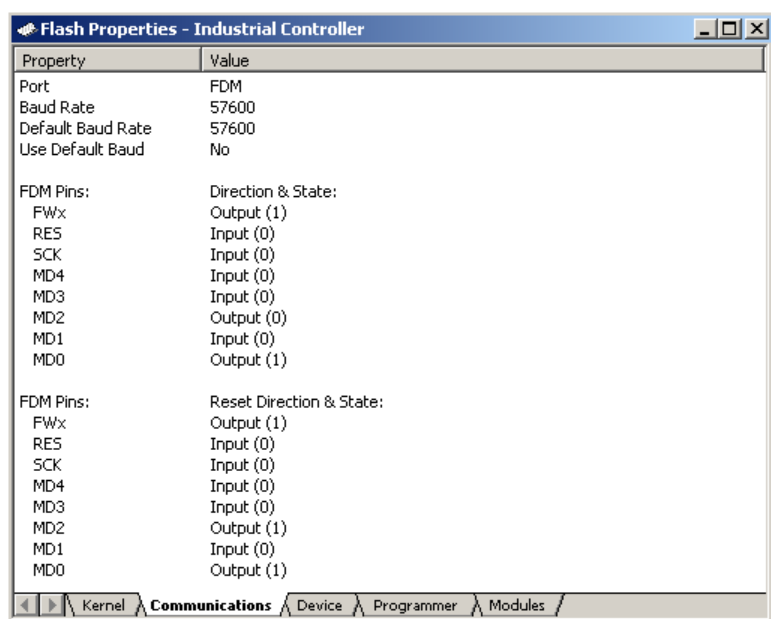 Flash Properties - Industrial Controller
Property Value
Port FDM
Baud Rate 57600
Default Baud Rate 57600
Use Default Baud No
FDM Pins: Direction & State:
FWx Output (1)
RES Input (0)
SCK Input (0)
MD4 Input (0)
MD3 Input (0)
MD2 Output (0)
MD1 Input (0)
MD0 Output (1)
FDM Pins: Reset Direction & State:
FWx Output (1)
RES Input (0)
SCK Input (0)
MD4 Input (0)
MD3 Input (0)
MD2 Output (1)
MD1 Input (0)
MD0 Output (1)
Kernel Communications Device Programmer Modules